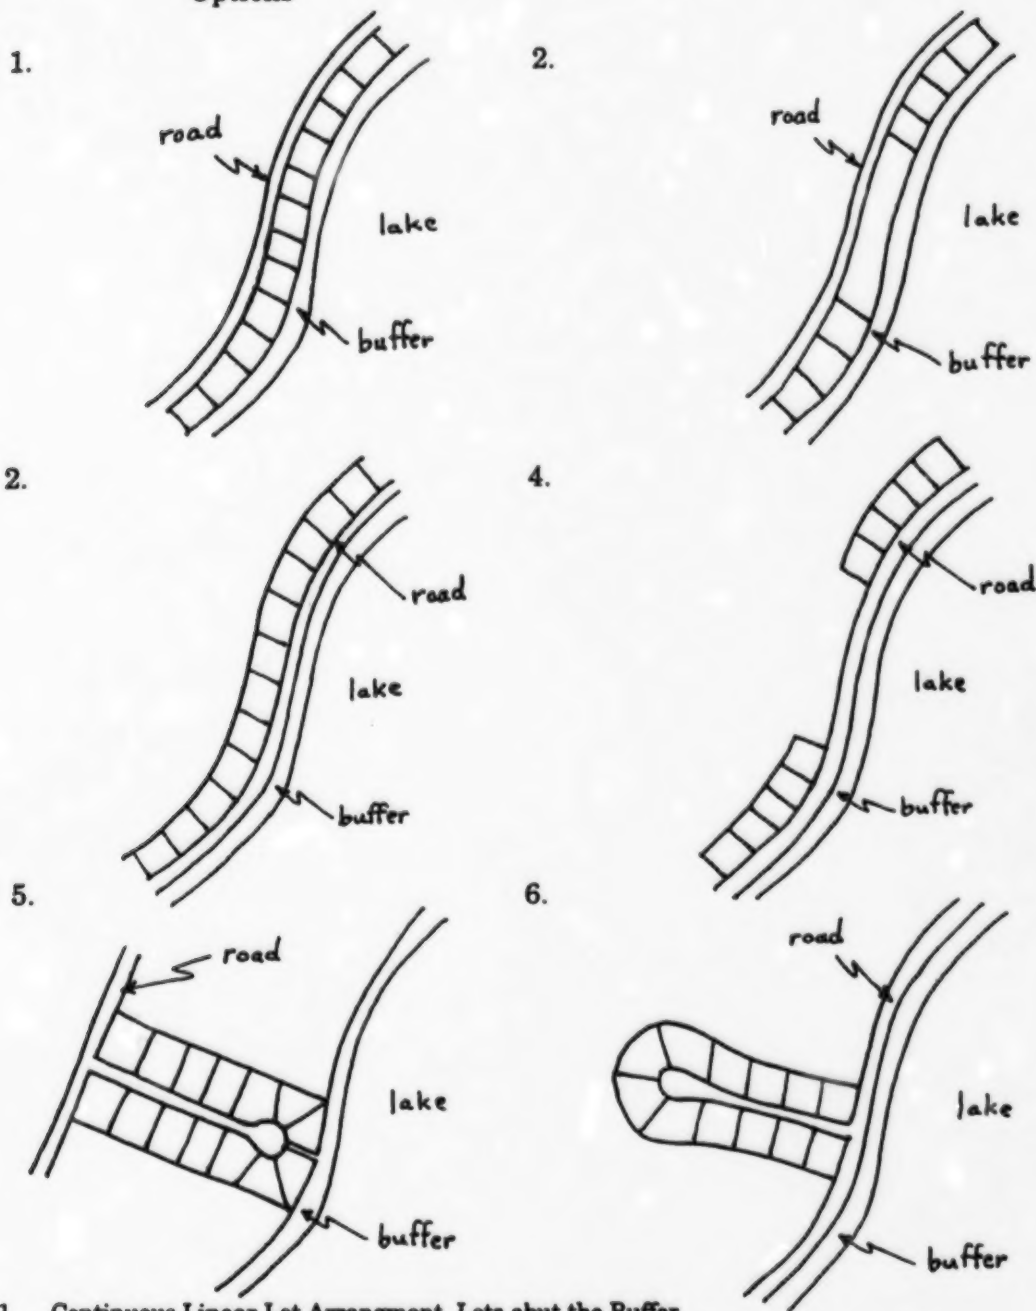 Options
1.
2.
road
road
lake
lake
buffer
buffer
2.
4.
road
road
lake
lake
buffer
buffer
5.
6.
road
road
lake
lake
buffer
buffer
1. Continuous Linear Lot Arrangment, Lots abut the Buffer